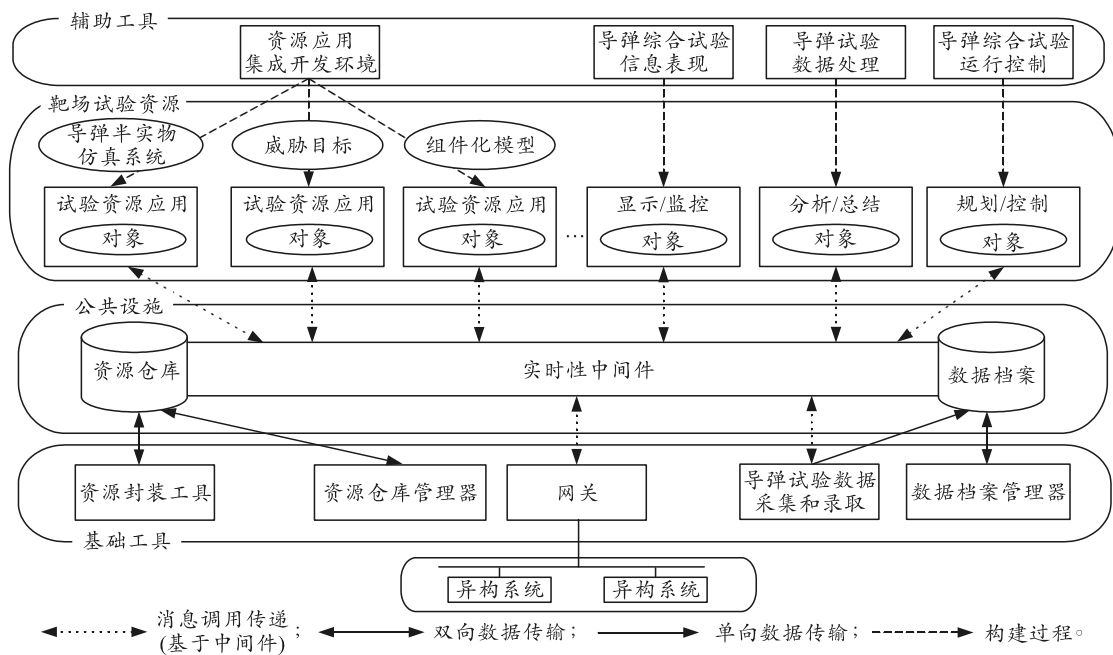 辅助工具
资源应用
集成开发环境
导弹综合试验
信息表现
导弹试验
数据处理
导弹综合试验
运行控制
靶场试验资源
导弹半实物
仿真系统
威胁目标
组件化模型
试验资源应用
对象
试验资源应用
对象
试验资源应用
对象
…
显示/监控
对象
分析/总结
对象
规划/控制
对象
公共设施
资源仓库
实时性中间件
数据档案
资源封装工具
资源仓库管理器
网关
导弹试验数据
采集和录取
数据档案管理器
基础工具
异构系统
异构系统
消息调用传递
(基于中间件)
;
双向数据传输;
单向数据传输;
构建过程。